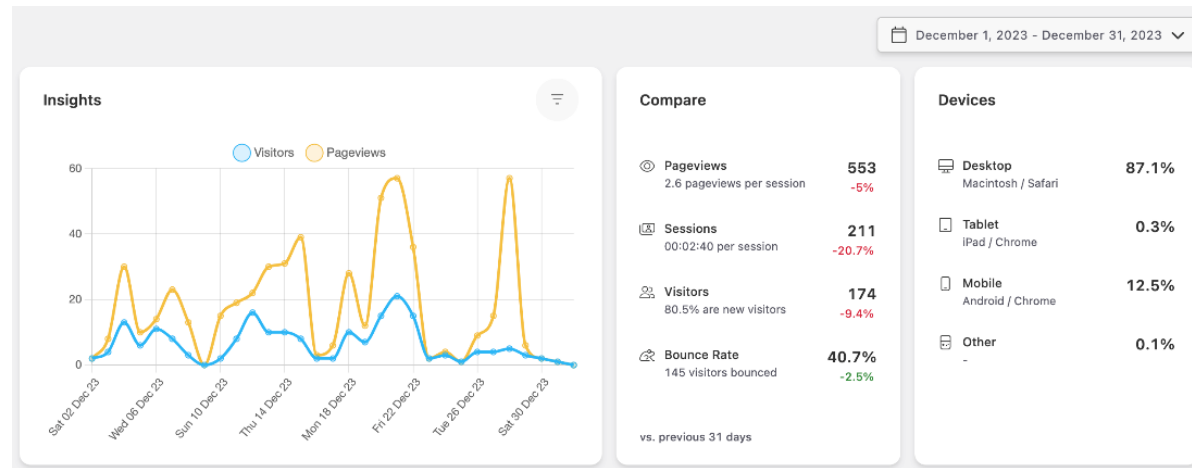 December 1, 2023 - December 31, 2023
Insights
Visitors Pageviews
60
40
20
0
Sat 02 Dec 23
Wed 06 Dec 23
Sun 10 Dec 23
Thu 14 Dec 23
Mon 18 Dec 23
Fri 22 Dec 23
Tue 26 Dec 23
Sat 30 Dec 23
Compare
Pageviews 553
2.6 pageviews per session -5%
Sessions 211
00:02:40 per session -20.7%
Visitors 174
80.5% are new visitors -9.4%
Bounce Rate 40.7%
145 visitors bounced -2.5%
vs. previous 31 days
Devices
Desktop 87.1%
Macintosh / Safari
Tablet 0.3%
iPad / Chrome
Mobile 12.5%
Android / Chrome
Other 0.1%
-